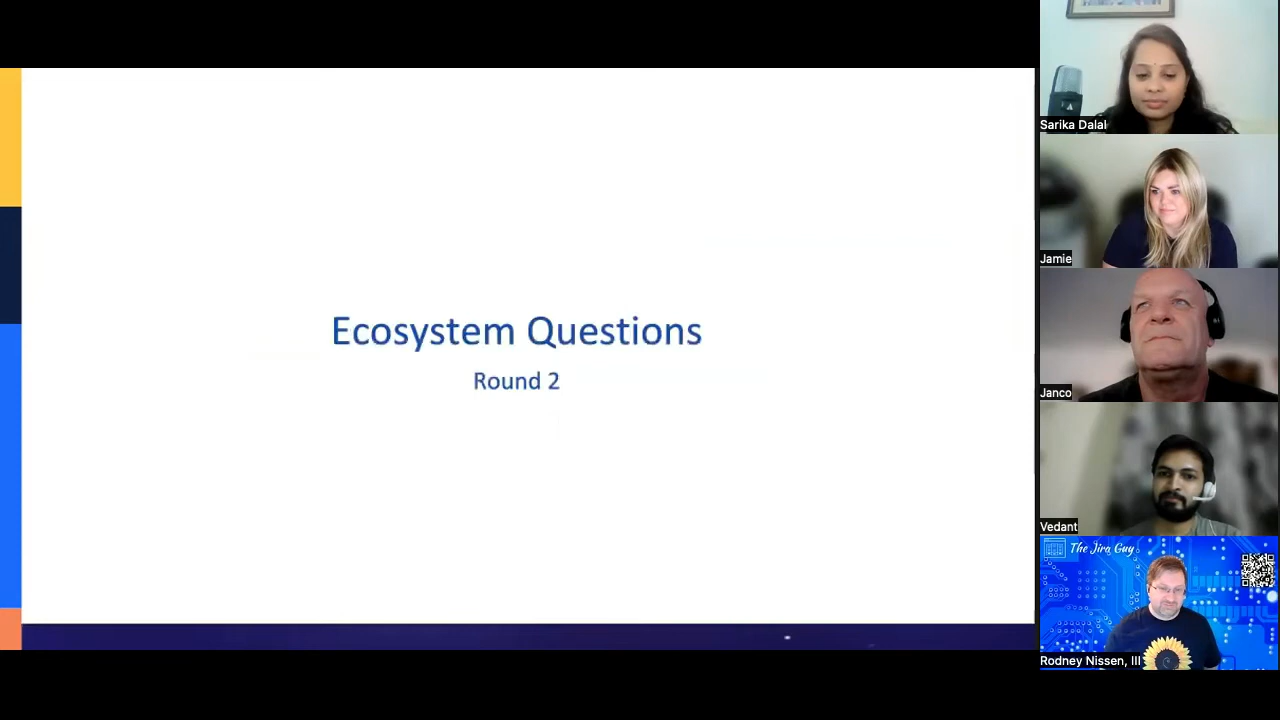 Ecosystem Questions
Round 2
Sarika Dalal
Jamie
Janco
Vedant
The Jira Guy
Rodney Nissen, III